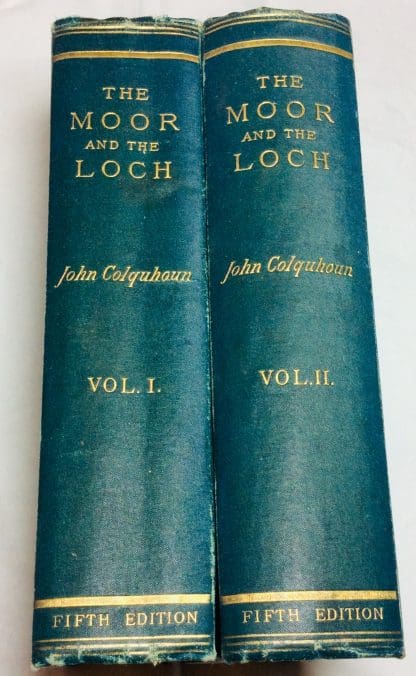 THE
MOOR
AND THE
LOCH
John Colquhoun
VOL. I.
FIFTH EDITION
THE
MOOR
AND THE
LOCH
John Colquhoun
VOL. II.
FIFTH EDITION